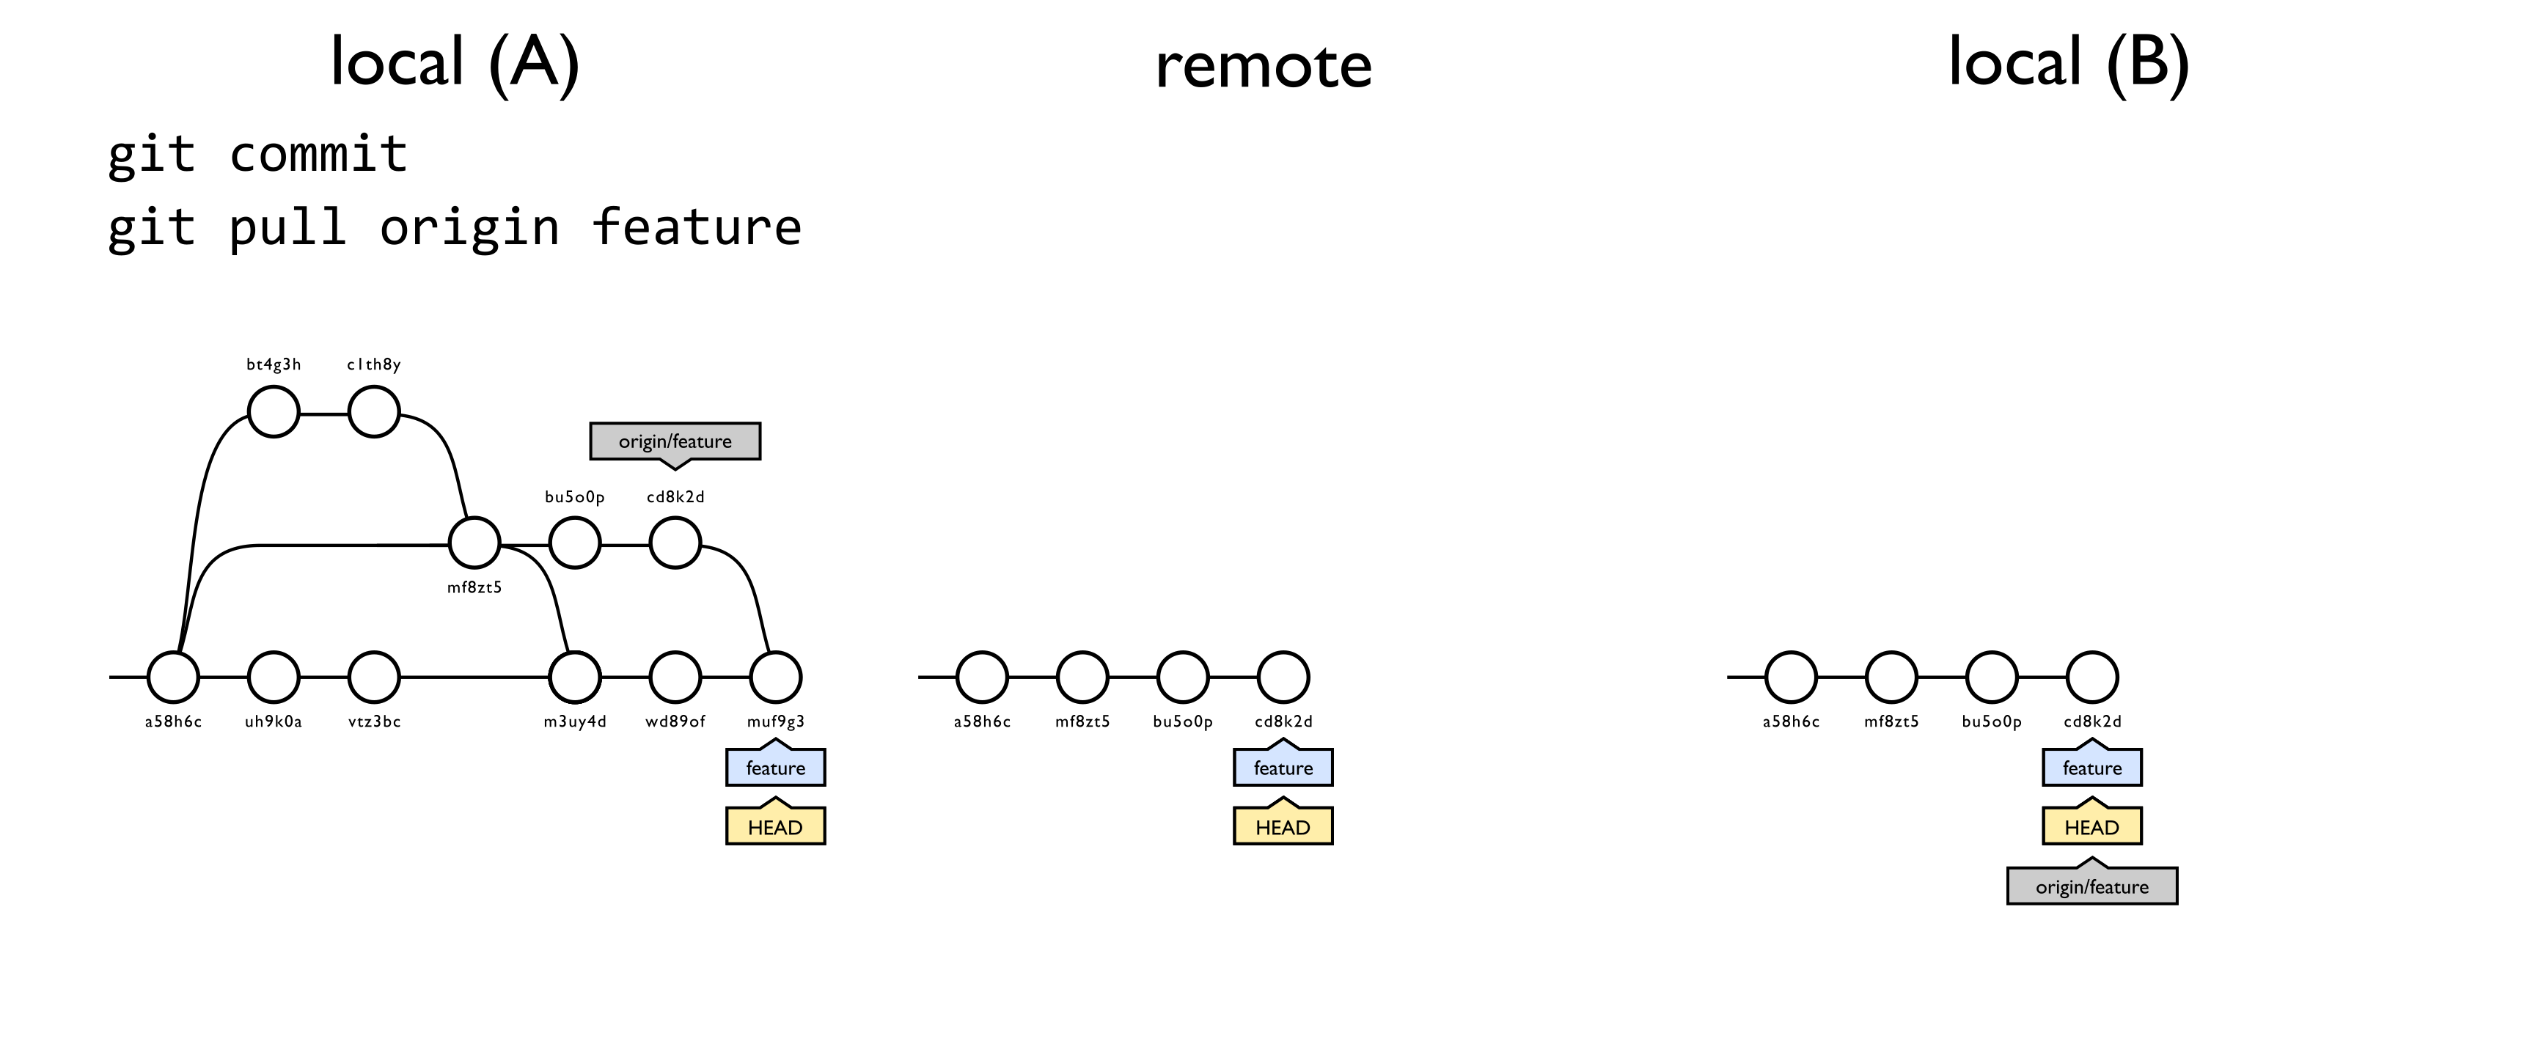 local (A)
remote
local (B)
git commit
git pull origin feature
bt4g3h
c1th8y
origin/feature
bu5o0p
cd8k2d
mf8zt5
a58h6c
uh9k0a
vtz3bc
m3uy4d
wd89of
muf9g3
feature
HEAD
a58h6c
mf8zt5
bu5o0p
cd8k2d
feature
HEAD
a58h6c
mf8zt5
bu5o0p
cd8k2d
feature
HEAD
origin/feature